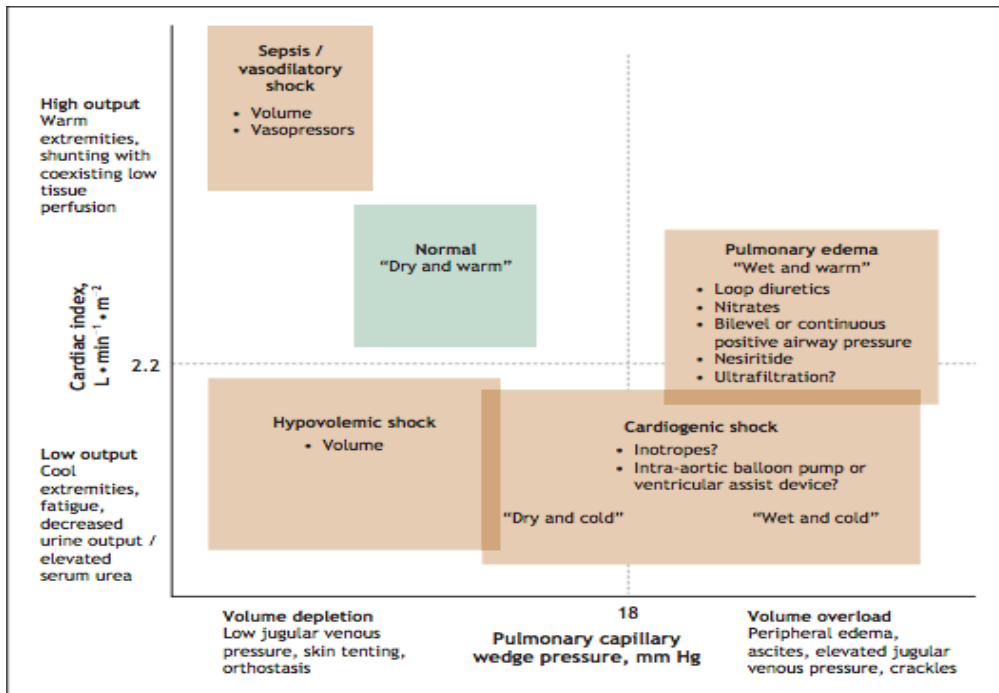 Sepsis /
vasodilatory
shock
• Volume
• Vasopressors
High output
Warm
extremities,
shunting with
coexisting low
tissue
perfusion
Normal
“Dry and warm”
Pulmonary edema
“Wet and warm”
• Loop diuretics
• Nitrates
• Bilevel or continuous
positive airway pressure
• Nesiritide
• Ultrafiltration?
Cardiac index,
L • min⁻¹ • m⁻²
2.2
Hypovolemic shock
• Volume
Cardiogenic shock
• Inotropes?
• Intra-aortic balloon pump or
ventricular assist device?
“Dry and cold”
“Wet and cold”
Low output
Cool
extremities,
fatigue,
decreased
urine output /
elevated
serum urea
Volume depletion
Low jugular venous
pressure, skin tenting,
orthostasis
18
Pulmonary capillary
wedge pressure, mm Hg
Volume overload
Peripheral edema,
ascites, elevated jugular
venous pressure, crackles